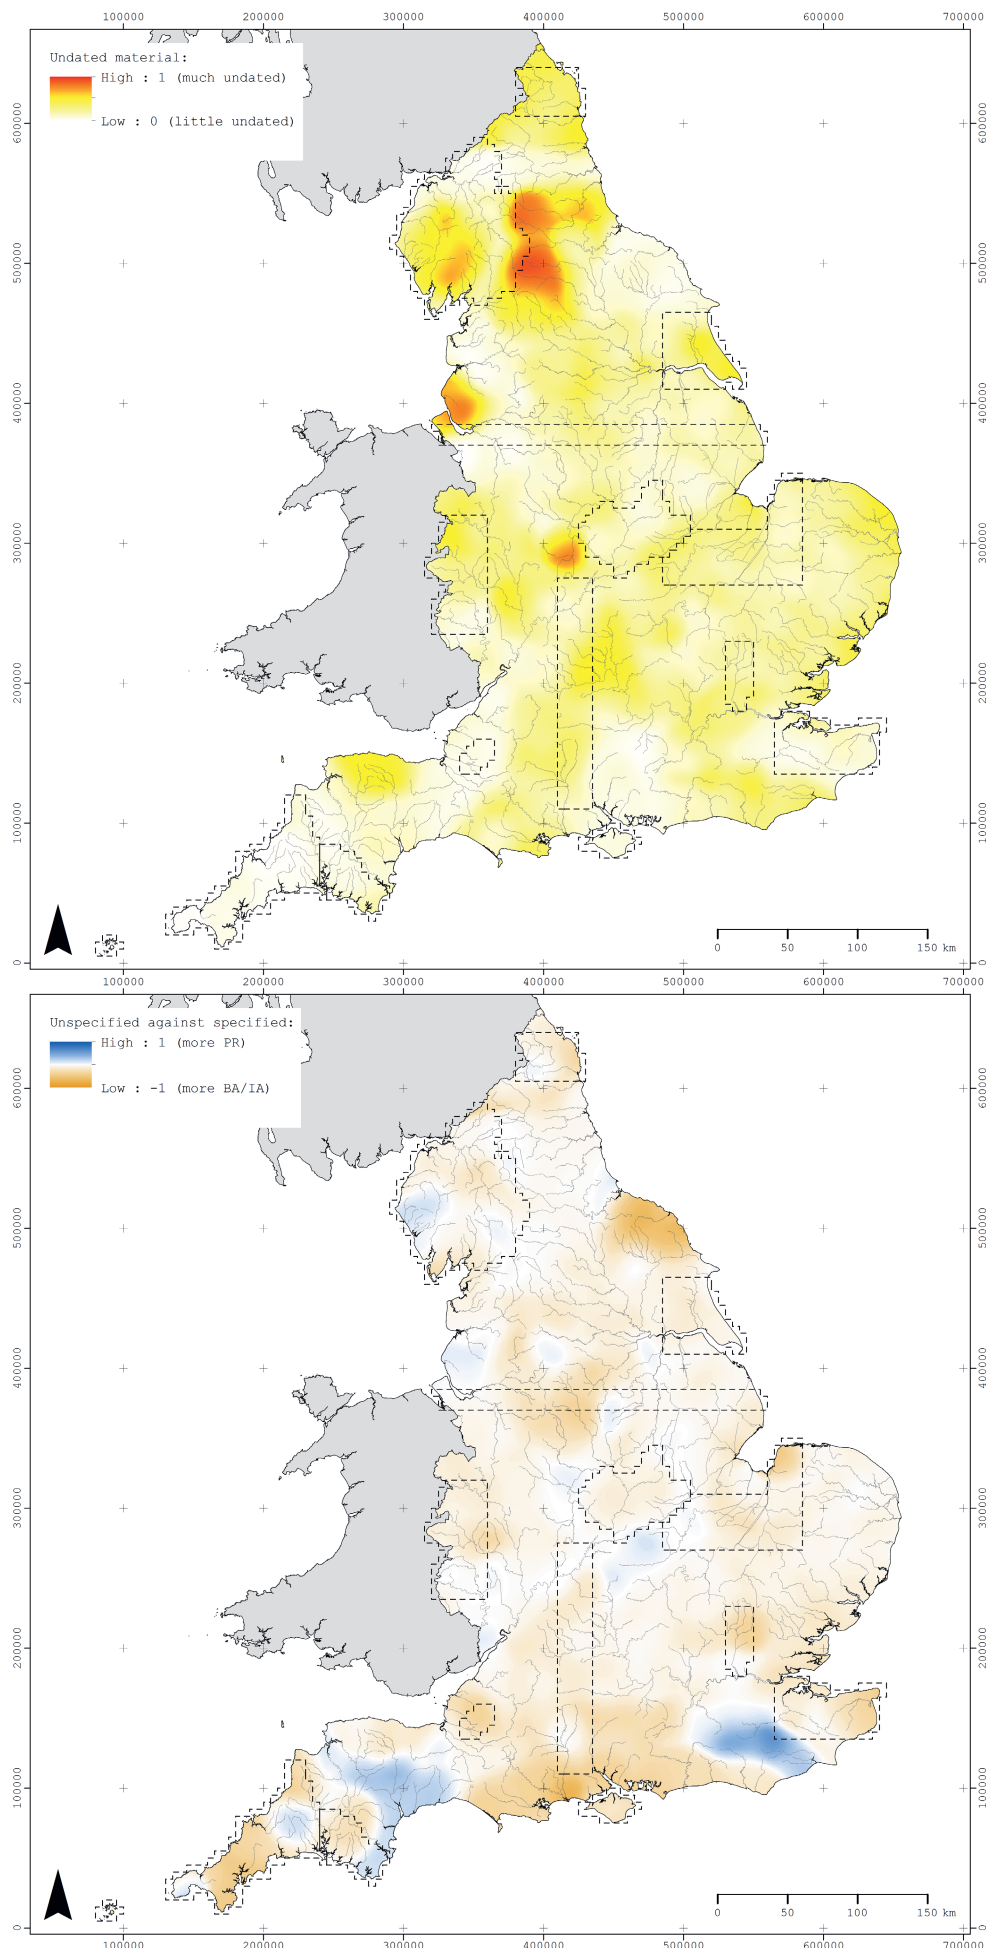 100000 200000 300000 400000 500000 600000 700000
Undated material:
High : 1 (much undated)
Low : 0 (little undated)
600000 600000
500000 500000
400000 400000
300000 300000
200000 200000
100000 100000
0 50 100 150 km
0 0
100000 200000 300000 400000 500000 600000 700000
Unspecified against specified:
High : 1 (more PR)
Low : -1 (more BA/IA)
600000 600000
500000 500000
400000 400000
300000 300000
200000 200000
100000 100000
0 50 100 150 km
0 0
100000 200000 300000 400000 500000 600000 700000